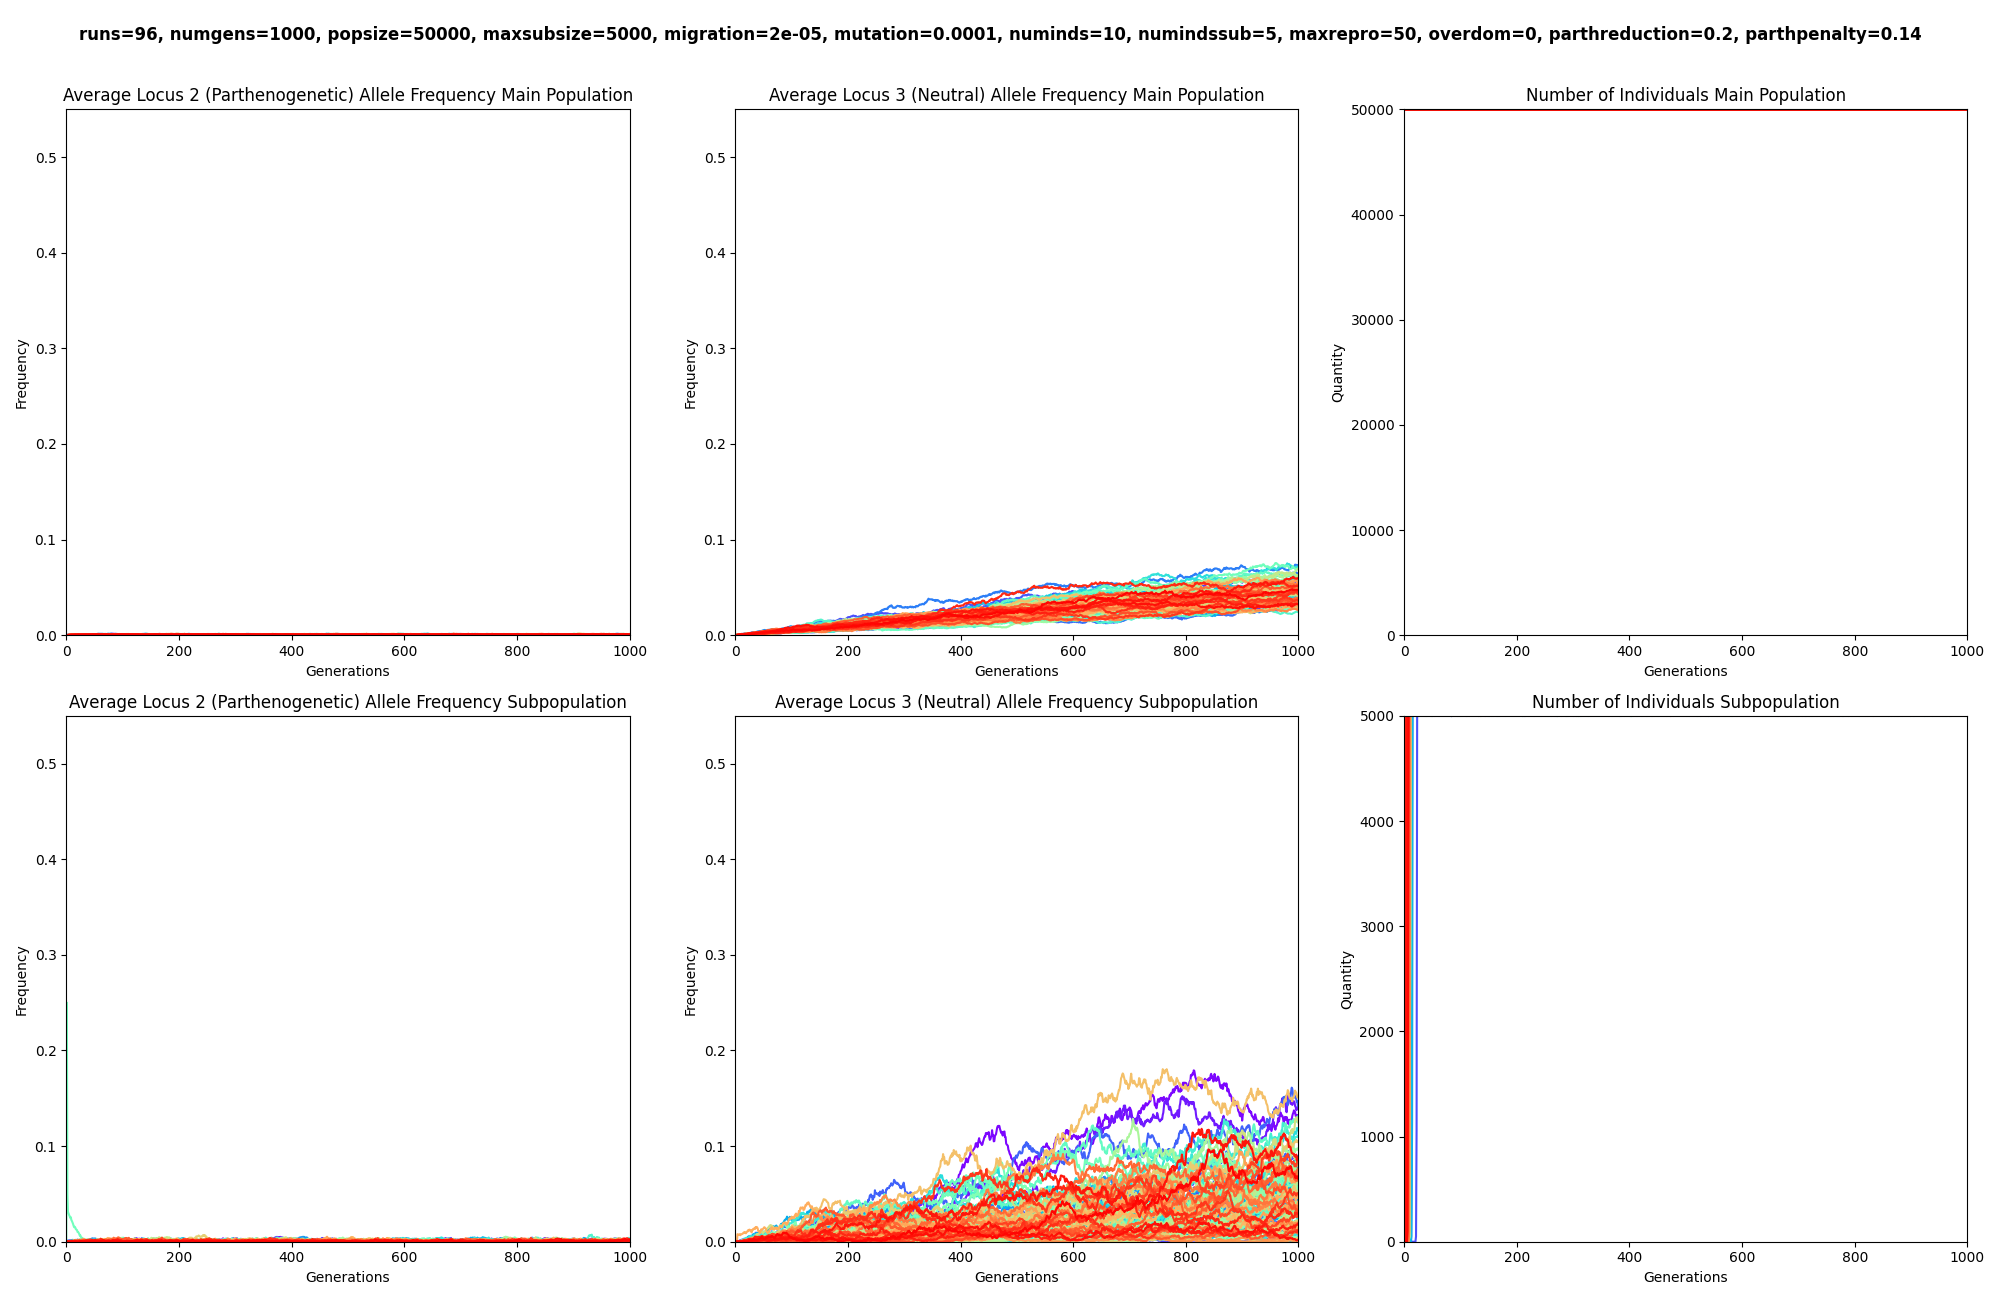 runs=96, numgens=1000, popsize=50000, maxsubsize=5000, migration=2e-05, mutation=0.0001, numinds=10, numindssub=5, maxrepro=50, overdom=0, parthreduction=0.2, parthpenalty=0.14
Average Locus 2 (Parthenogenetic) Allele Frequency Main Population
0.5
0.4
0.3
0.2
0.1
0.0
Frequency
0 200 400 600 800 1000
Generations
Average Locus 3 (Neutral) Allele Frequency Main Population
0.5
0.4
0.3
0.2
0.1
0.0
Frequency
0 200 400 600 800 1000
Generations
Number of Individuals Main Population
50000
40000
30000
20000
10000
0
Quantity
0 200 400 600 800 1000
Generations
Average Locus 2 (Parthenogenetic) Allele Frequency Subpopulation
0.5
0.4
0.3
0.2
0.1
0.0
Frequency
0 200 400 600 800 1000
Generations
Average Locus 3 (Neutral) Allele Frequency Subpopulation
0.5
0.4
0.3
0.2
0.1
0.0
Frequency
0 200 400 600 800 1000
Generations
Number of Individuals Subpopulation
5000
4000
3000
2000
1000
0
Quantity
0 200 400 600 800 1000
Generations